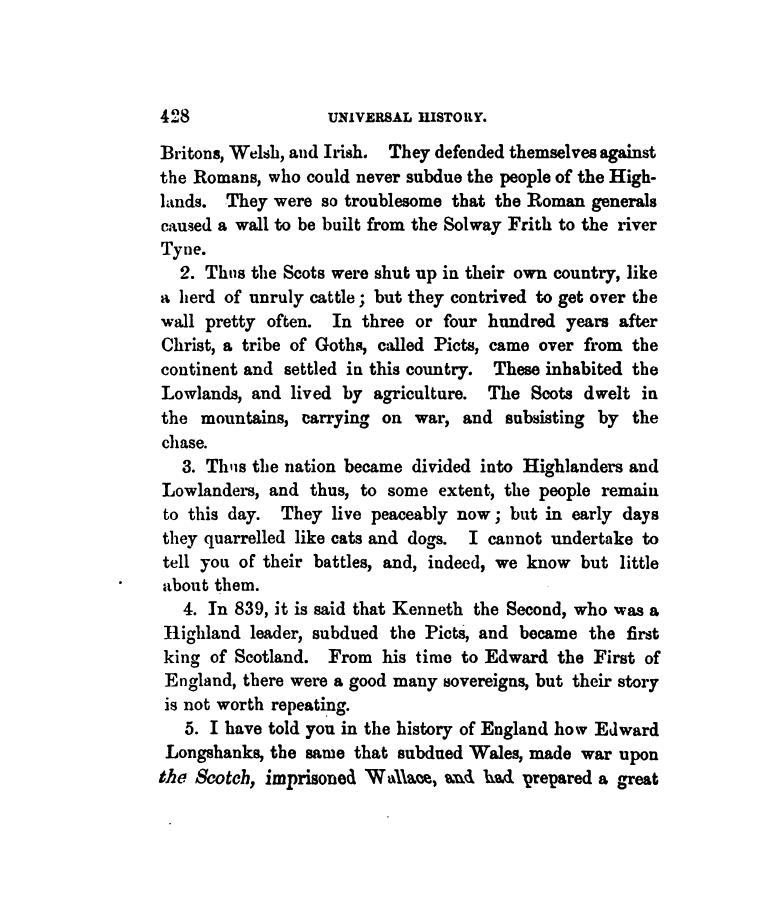 428 UNIVERSAL HISTORY.
Britons, Welsh, and Irish. They defended themselves against
the Romans, who could never subdue the people of the High-
lands. They were so troublesome that the Roman generals
caused a wall to be built from the Solway Frith to the river
Tyne.
2. Thus the Scots were shut up in their own country, like
a herd of unruly cattle; but they contrived to get over the
wall pretty often. In three or four hundred years after
Christ, a tribe of Goths, called Picts, came over from the
continent and settled in this country. These inhabited the
Lowlands, and lived by agriculture. The Scots dwelt in
the mountains, carrying on war, and subsisting by the
chase.
3. Thus the nation became divided into Highlanders and
Lowlanders, and thus, to some extent, the people remain
to this day. They live peaceably now; but in early days
they quarrelled like cats and dogs. I cannot undertake to
tell you of their battles, and, indeed, we know but little
about them.
4. In 839, it is said that Kenneth the Second, who was a
Highland leader, subdued the Picts, and became the first
king of Scotland. From his time to Edward the First of
England, there were a good many sovereigns, but their story
is not worth repeating.
5. I have told you in the history of England how Edward
Longshanks, the same that subdued Wales, made war upon
the Scotch, imprisoned Wallace, and had prepared a great